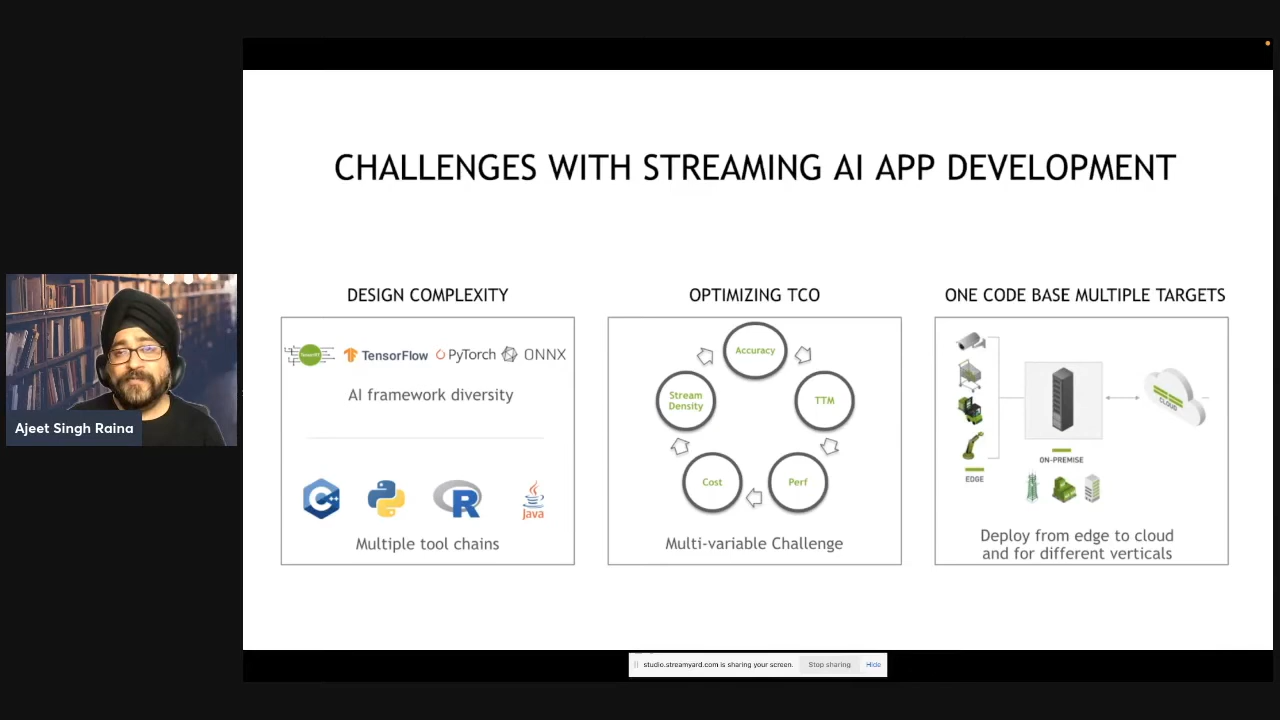 CHALLENGES WITH STREAMING AI APP DEVELOPMENT
DESIGN COMPLEXITY
TensorFlow
PyTorch
ONNX
AI framework diversity
C++
R
Java
Multiple tool chains
OPTIMIZING TCO
Accuracy
TTM
Perf
Cost
Stream
Density
Multi-variable Challenge
ONE CODE BASE MULTIPLE TARGETS
EDGE
ON-PREMISE
CLOUD
Deploy from edge to cloud
and for different verticals
Ajeet Singh Raina
studio.streamyard.com is sharing your screen.
Stop sharing
Hide